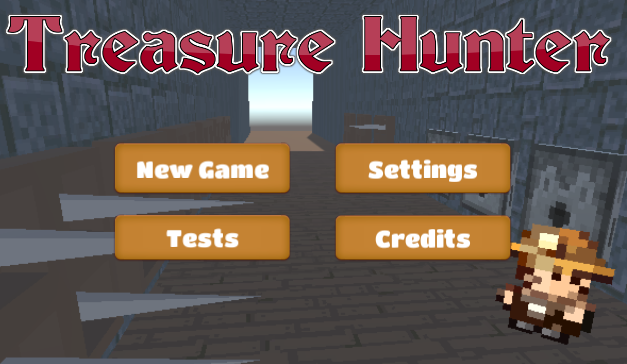 Treasure Hunter
New Game
Settings
Tests
Credits